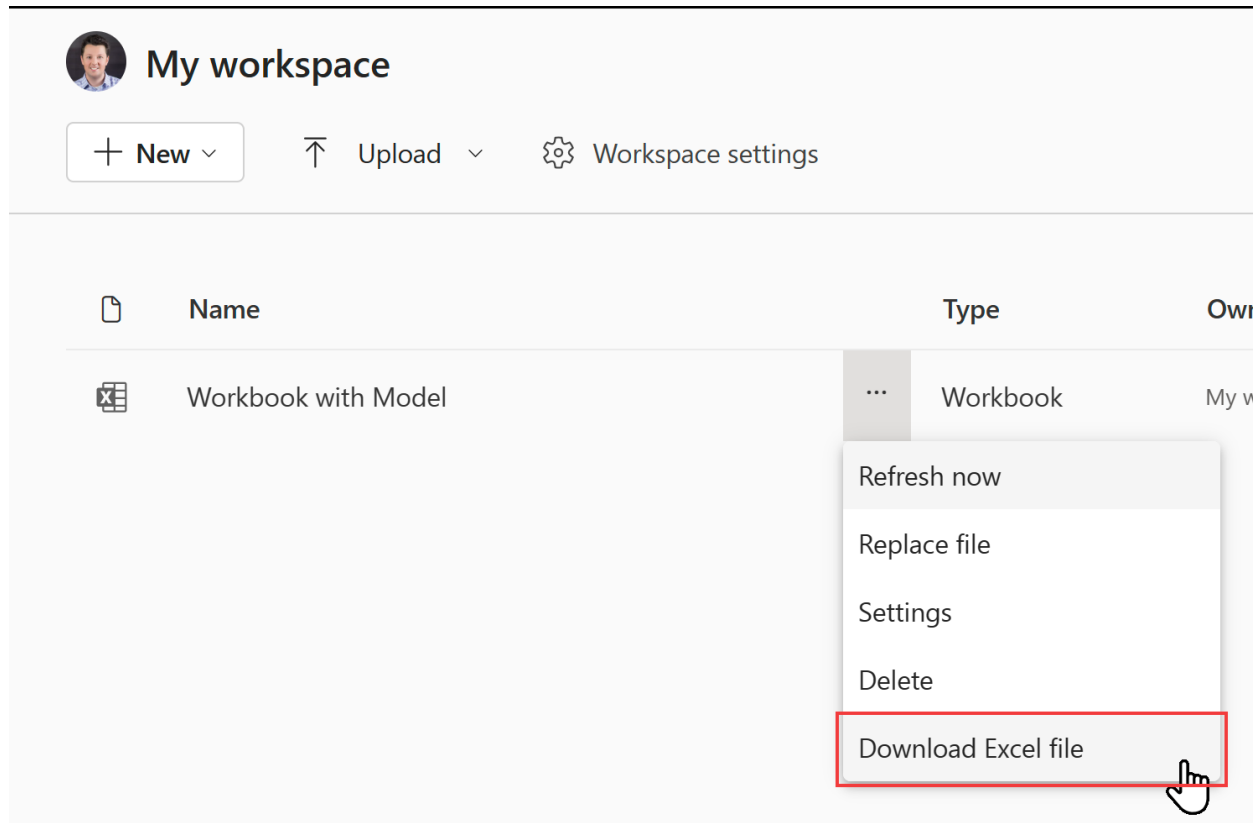 My workspace
New Upload Workspace settings
Name Type
Workbook with Model ... Workbook My
Refresh now
Replace file
Settings
Delete
Download Excel file